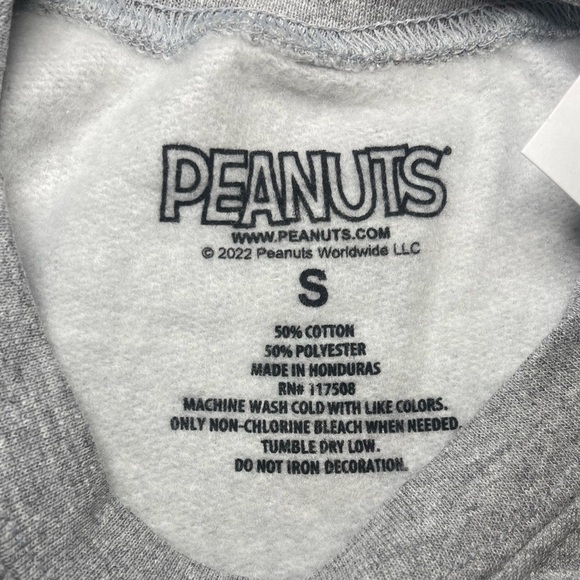 PEANUTS®
WWW.PEANUTS.COM
© 2022 Peanuts Worldwide LLC
S
50% COTTON
50% POLYESTER
MADE IN HONDURAS
RN# 117508
MACHINE WASH COLD WITH LIKE COLORS.
ONLY NON-CHLORINE BLEACH WHEN NEEDED.
TUMBLE DRY LOW.
DO NOT IRON DECORATION.